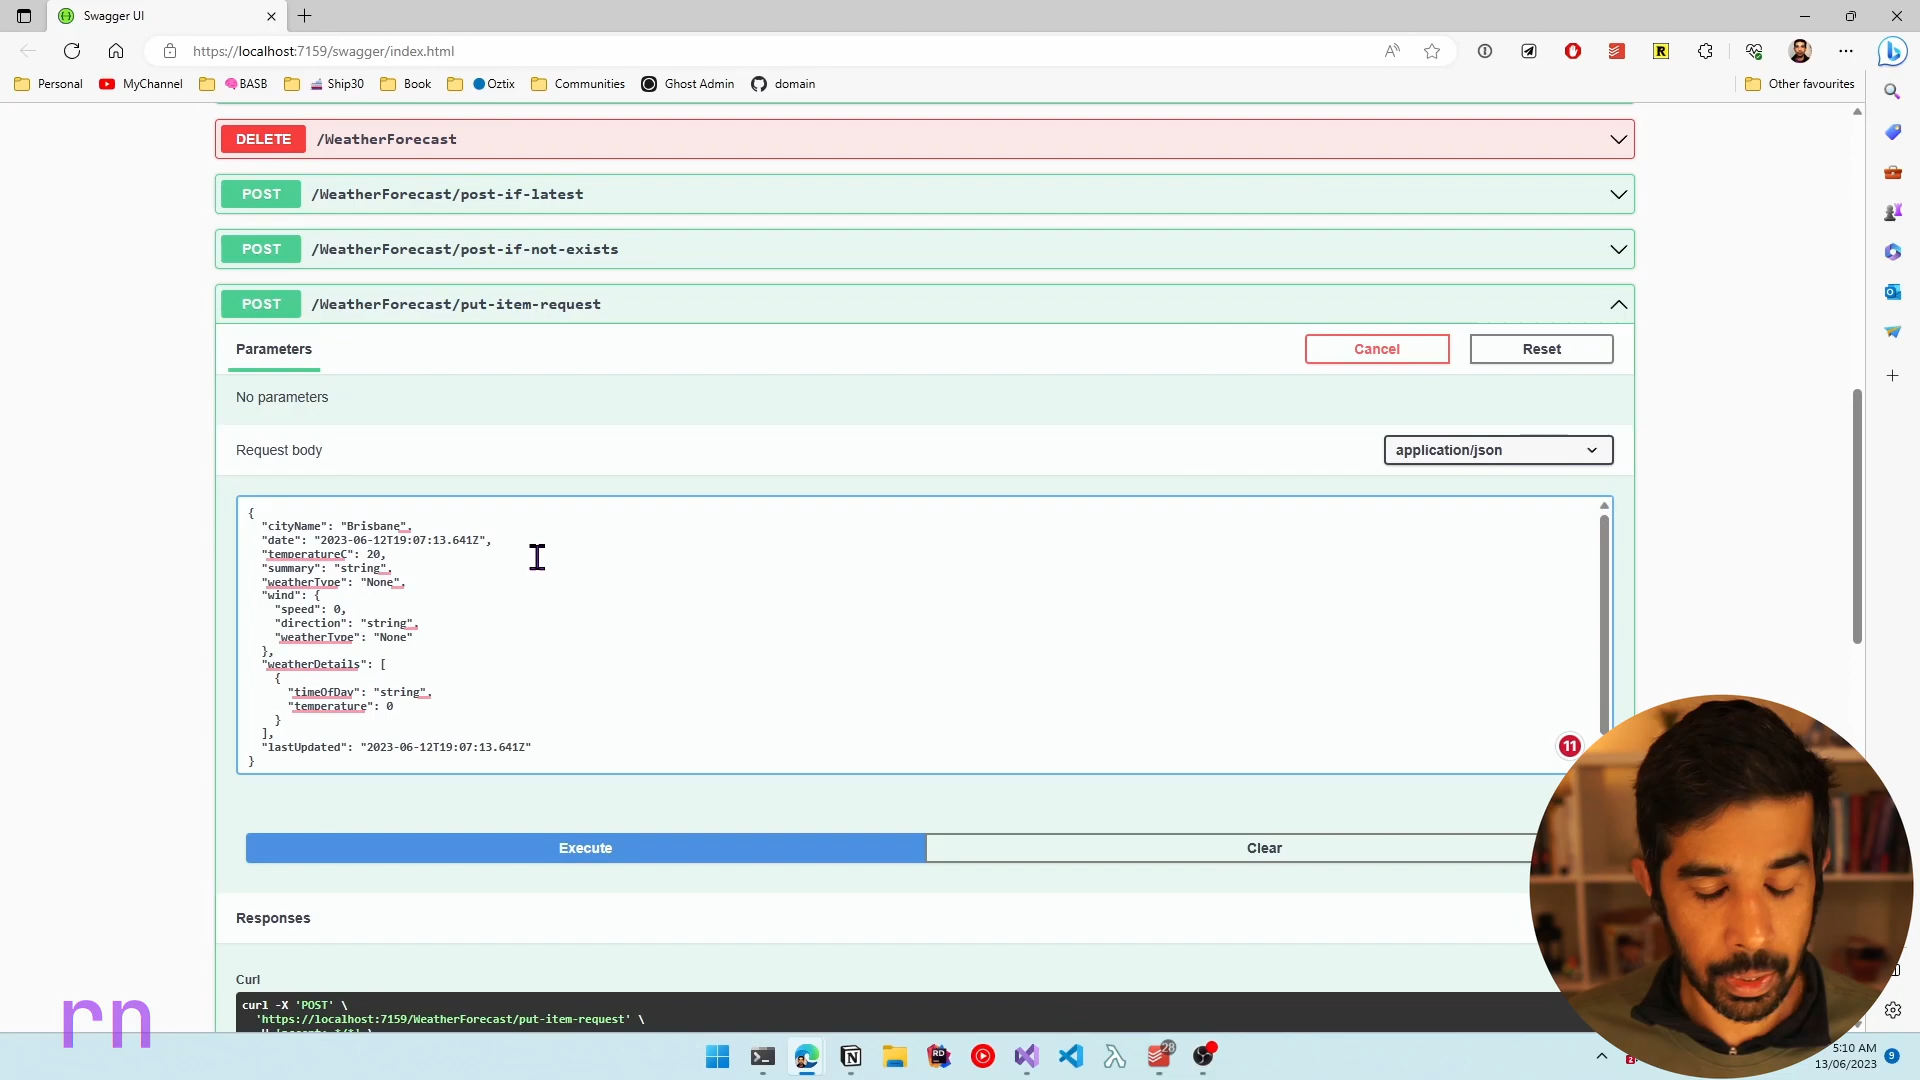 Swagger UI
https://localhost:7159/swagger/index.html
Personal
MyChannel
BASB
Ship30
Book
Oztix
Communities
Ghost Admin
domain
Other favourites
DELETE /WeatherForecast
POST /WeatherForecast/post-if-latest
POST /WeatherForecast/post-if-not-exists
POST /WeatherForecast/put-item-request
Parameters
Cancel
Reset
No parameters
Request body
application/json
{
"cityName": "Brisbane",
"date": "2023-06-12T19:07:13.641Z",
"temperatureC": 20,
"summary": "string",
"weatherType": "None",
"wind": {
"speed": 0,
"direction": "string",
"weatherType": "None"
},
"weatherDetails": [
{
"timeOfDay": "string",
"temperature": 0
}
],
"lastUpdated": "2023-06-12T19:07:13.641Z"
}
11
Execute
Clear
Responses
Curl
curl -X 'POST' \
'https://localhost:7159/WeatherForecast/put-item-request' \
rn
28
5:10 AM
13/06/2023
9